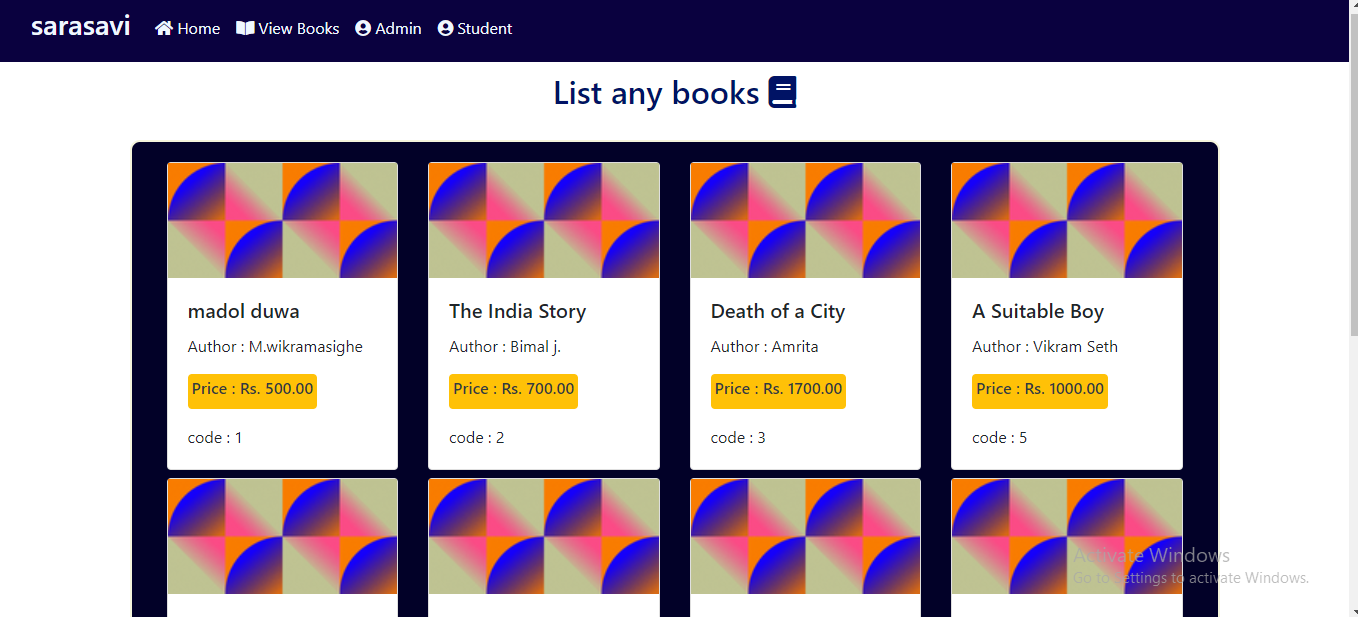 sarasavi Home View Books Admin Student
List any books
madol duwa
Author : M.wikramasighe
Price : Rs. 500.00
code : 1
The India Story
Author : Bimal j.
Price : Rs. 700.00
code : 2
Death of a City
Author : Amrita
Price : Rs. 1700.00
code : 3
A Suitable Boy
Author : Vikram Seth
Price : Rs. 1000.00
code : 5
Activate Windows
Go to Settings to activate Windows.